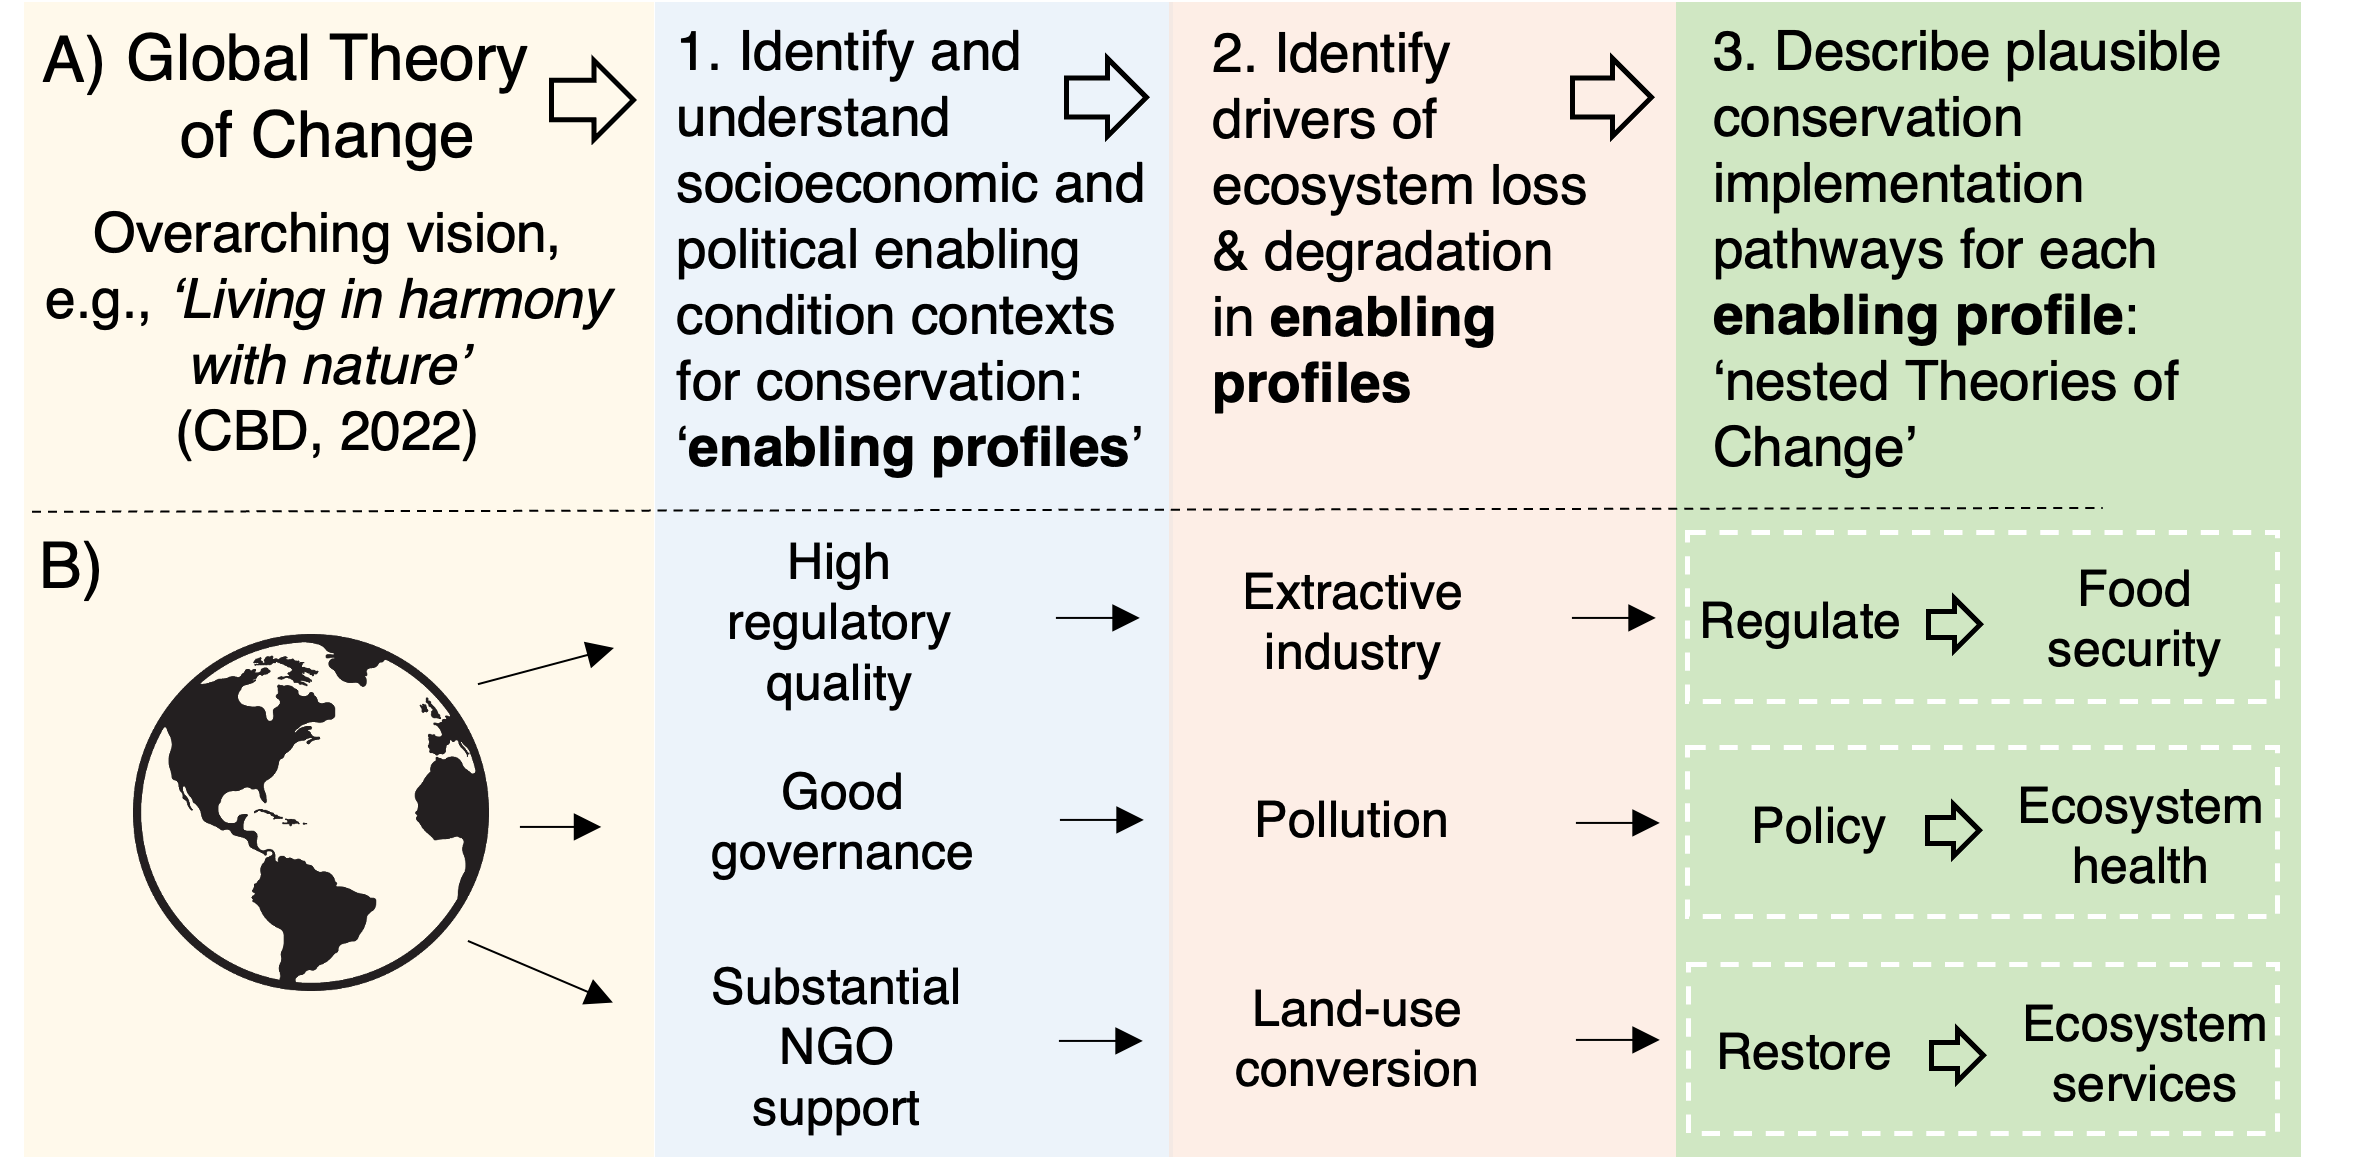 A) Global Theory
of Change
Overarching vision,
e.g., ‘Living in harmony
with nature’
(CBD, 2022)
1. Identify and
understand
socioeconomic and
political enabling
condition contexts
for conservation:
‘enabling profiles’
2. Identify
drivers of
ecosystem loss
& degradation
in enabling
profiles
3. Describe plausible
conservation
implementation
pathways for each
enabling profile:
‘nested Theories of
Change’
B)
High
regulatory
quality
Extractive
industry
Regulate
Food
security
Good
governance
Pollution
Policy
Ecosystem
health
Substantial
NGO
support
Land-use
conversion
Restore
Ecosystem
services